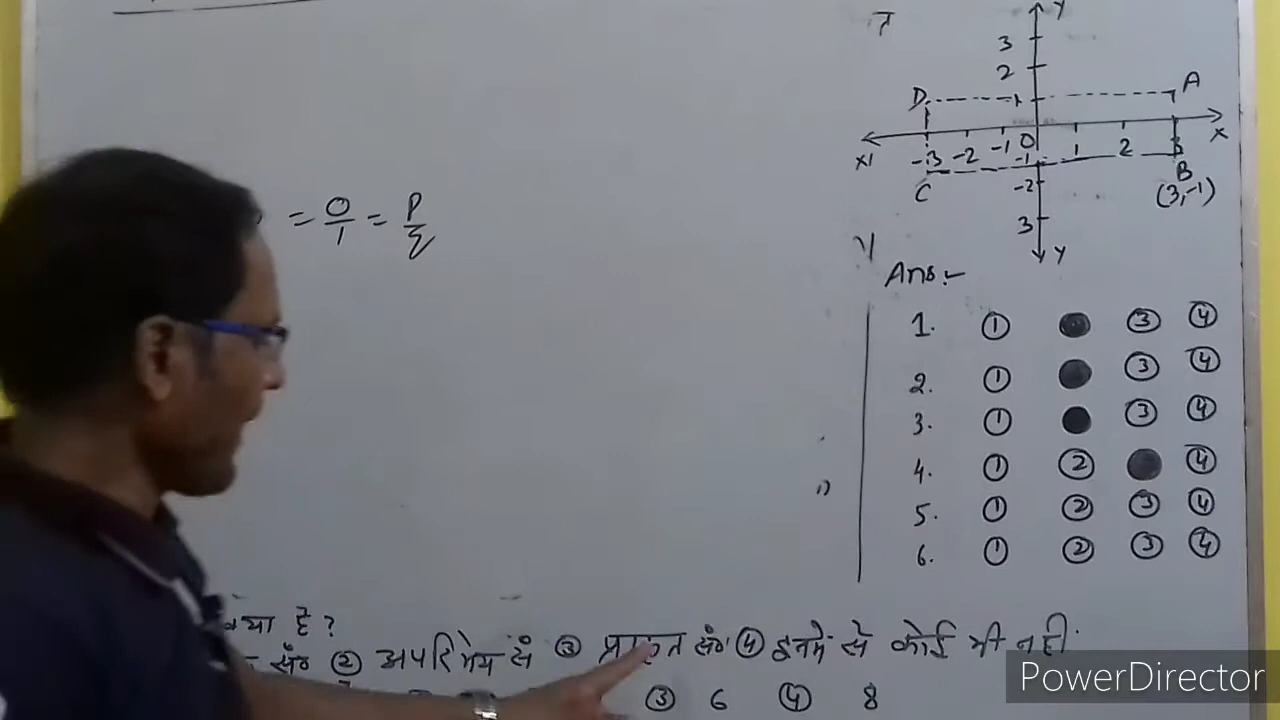 Y
3
2
D 1 A
X1 -3 -2 -1 0 1 2 3 X
-1
C -2 B
(3,-1)
3
Y
= 0/1 = P/q
Ans:-
1. ① ③ ④
2. ① ③ ④
3. ① ③ ④
4. ① ② ④
5. ① ② ③ ④
6. ① ② ③ ④
क्या है?
सं० ② अपरिमेय सं ③ प्राकृत सं० ④ इनमे से कोई भी नहीं
③ 6 ④ 8
PowerDirector